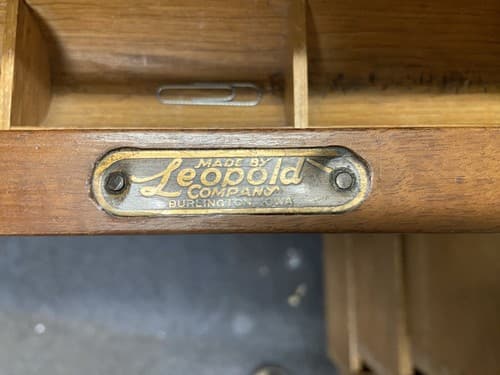 MADE BY
Leopold
COMPANY
BURLINGTON, IOWA